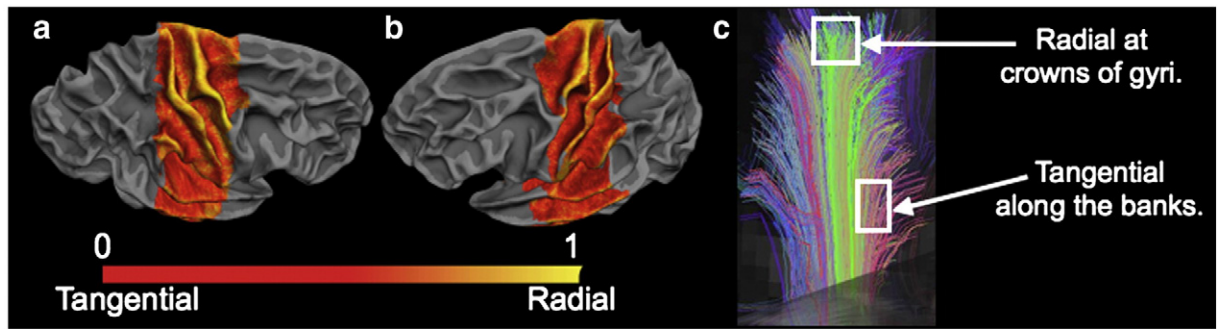 a
b
c
Radial at
crowns of gyri.
Tangential
along the banks.
0 1
Tangential Radial